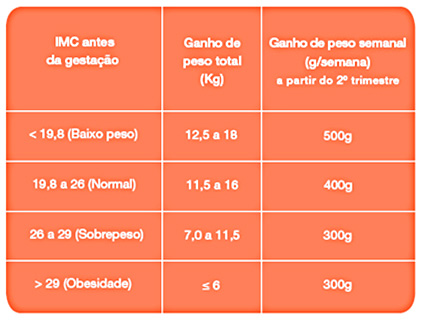 IMC antes
da gestação
Ganho de
peso total
(Kg)
Ganho de peso semanal
(g/semana)
a partir do 2º trimestre
< 19,8 (Baixo peso)
12,5 a 18
500g
19,8 a 26 (Normal)
11,5 a 16
400g
26 a 29 (Sobrepeso)
7,0 a 11,5
300g
> 29 (Obesidade)
≤ 6
300g